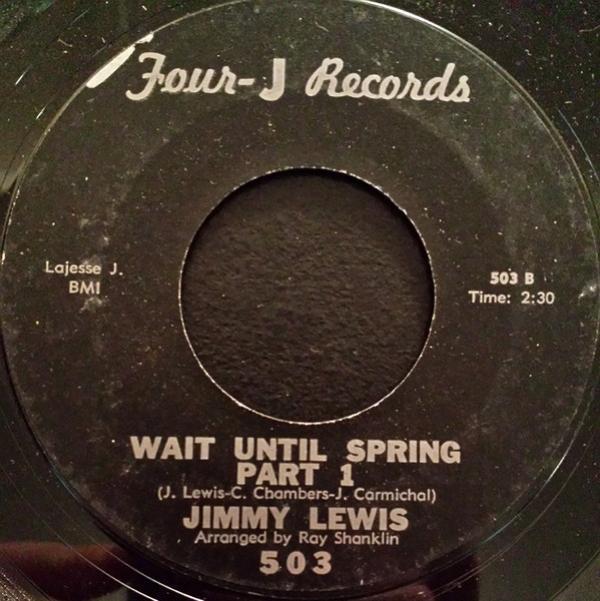 Four-J Records
Lajesse J.
BMI
503 B
Time: 2:30
WAIT UNTIL SPRING
PART 1
(J. Lewis-C. Chambers-J. Carmichal)
JIMMY LEWIS
Arranged by Ray Shanklin
503